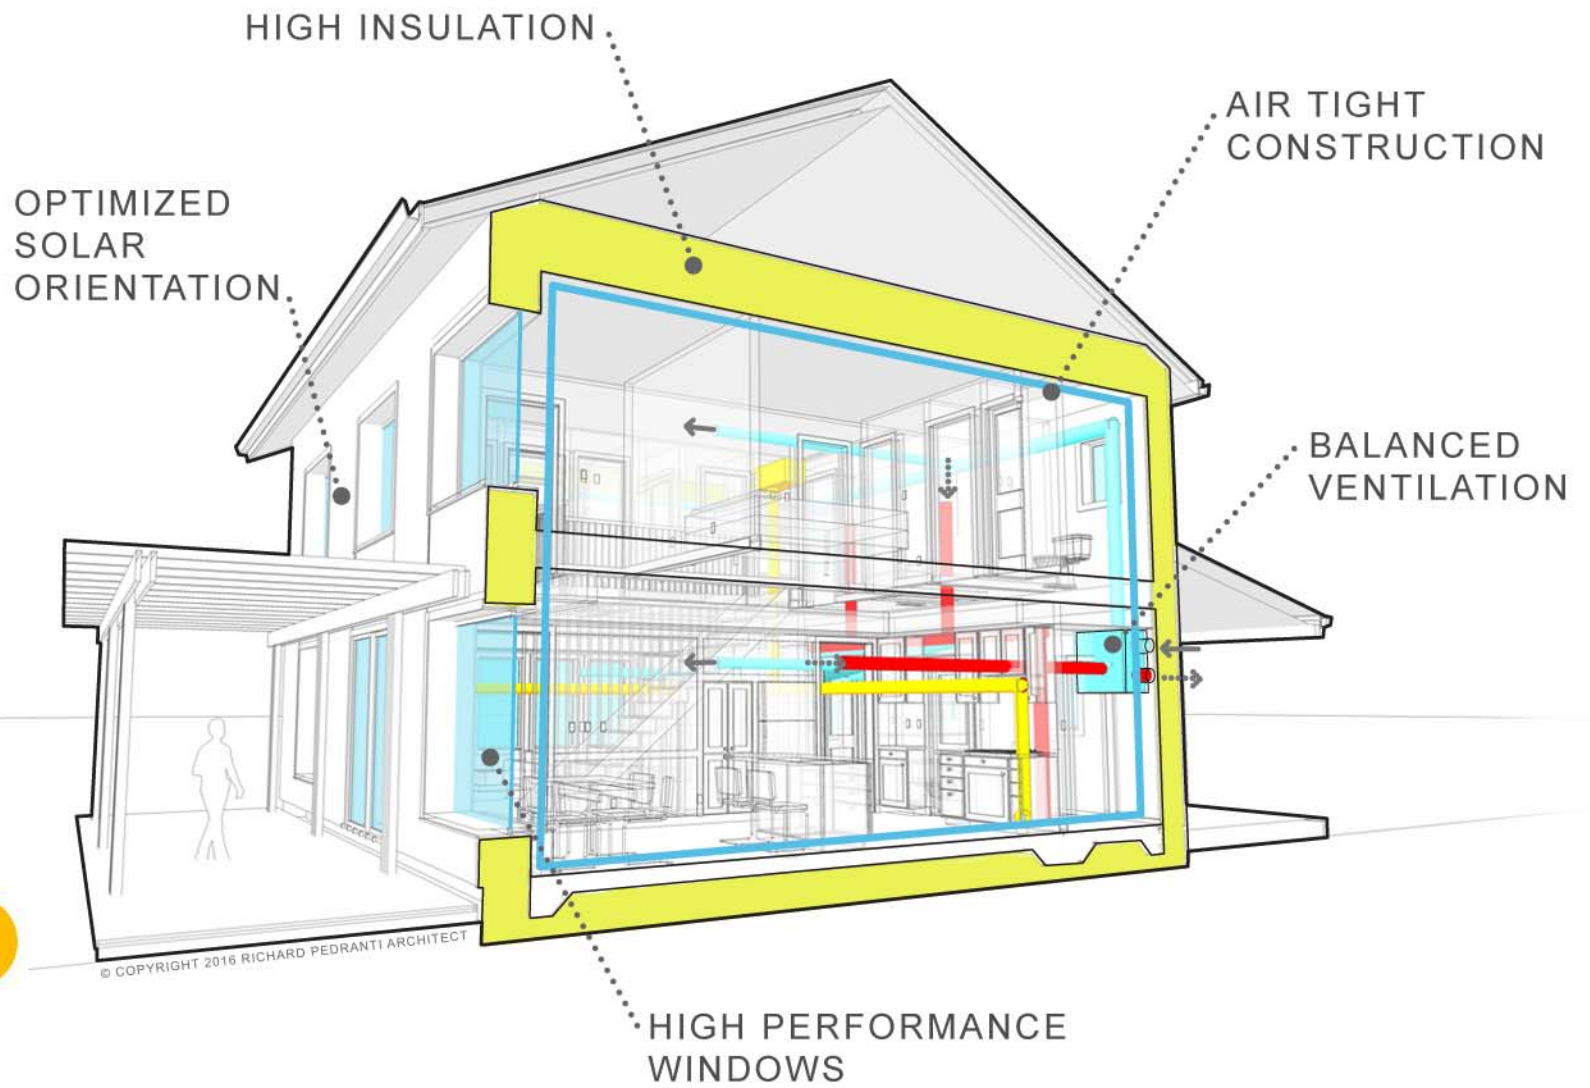 HIGH INSULATION
AIR TIGHT
CONSTRUCTION
OPTIMIZED
SOLAR
ORIENTATION
BALANCED
VENTILATION
© COPYRIGHT 2016 RICHARD PEDRANTI ARCHITECT
HIGH PERFORMANCE
WINDOWS